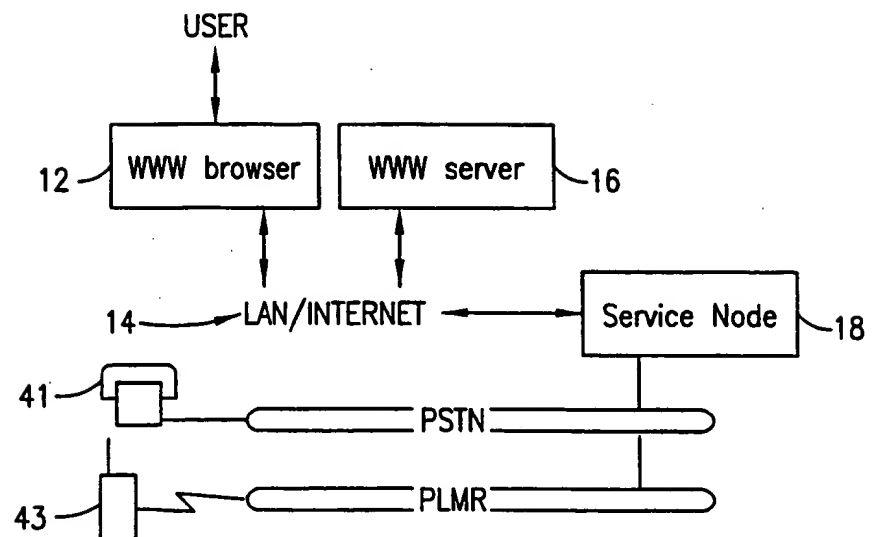 USER
12 WWW browser WWW server 16
14 LAN/INTERNET Service Node 18
41 PSTN
43 PLMR